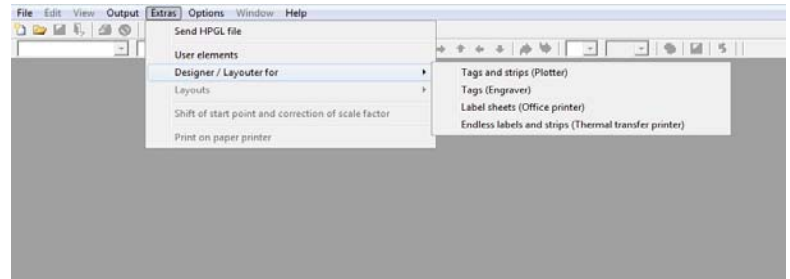 File Edit View Output Extras Options Window Help
Send HPGL file
User elements
Designer / Layouter for
Layouts
Shift of start point and correction of scale factor
Print on paper printer
Tags and strips (Plotter)
Tags (Engraver)
Label sheets (Office printer)
Endless labels and strips (Thermal transfer printer)